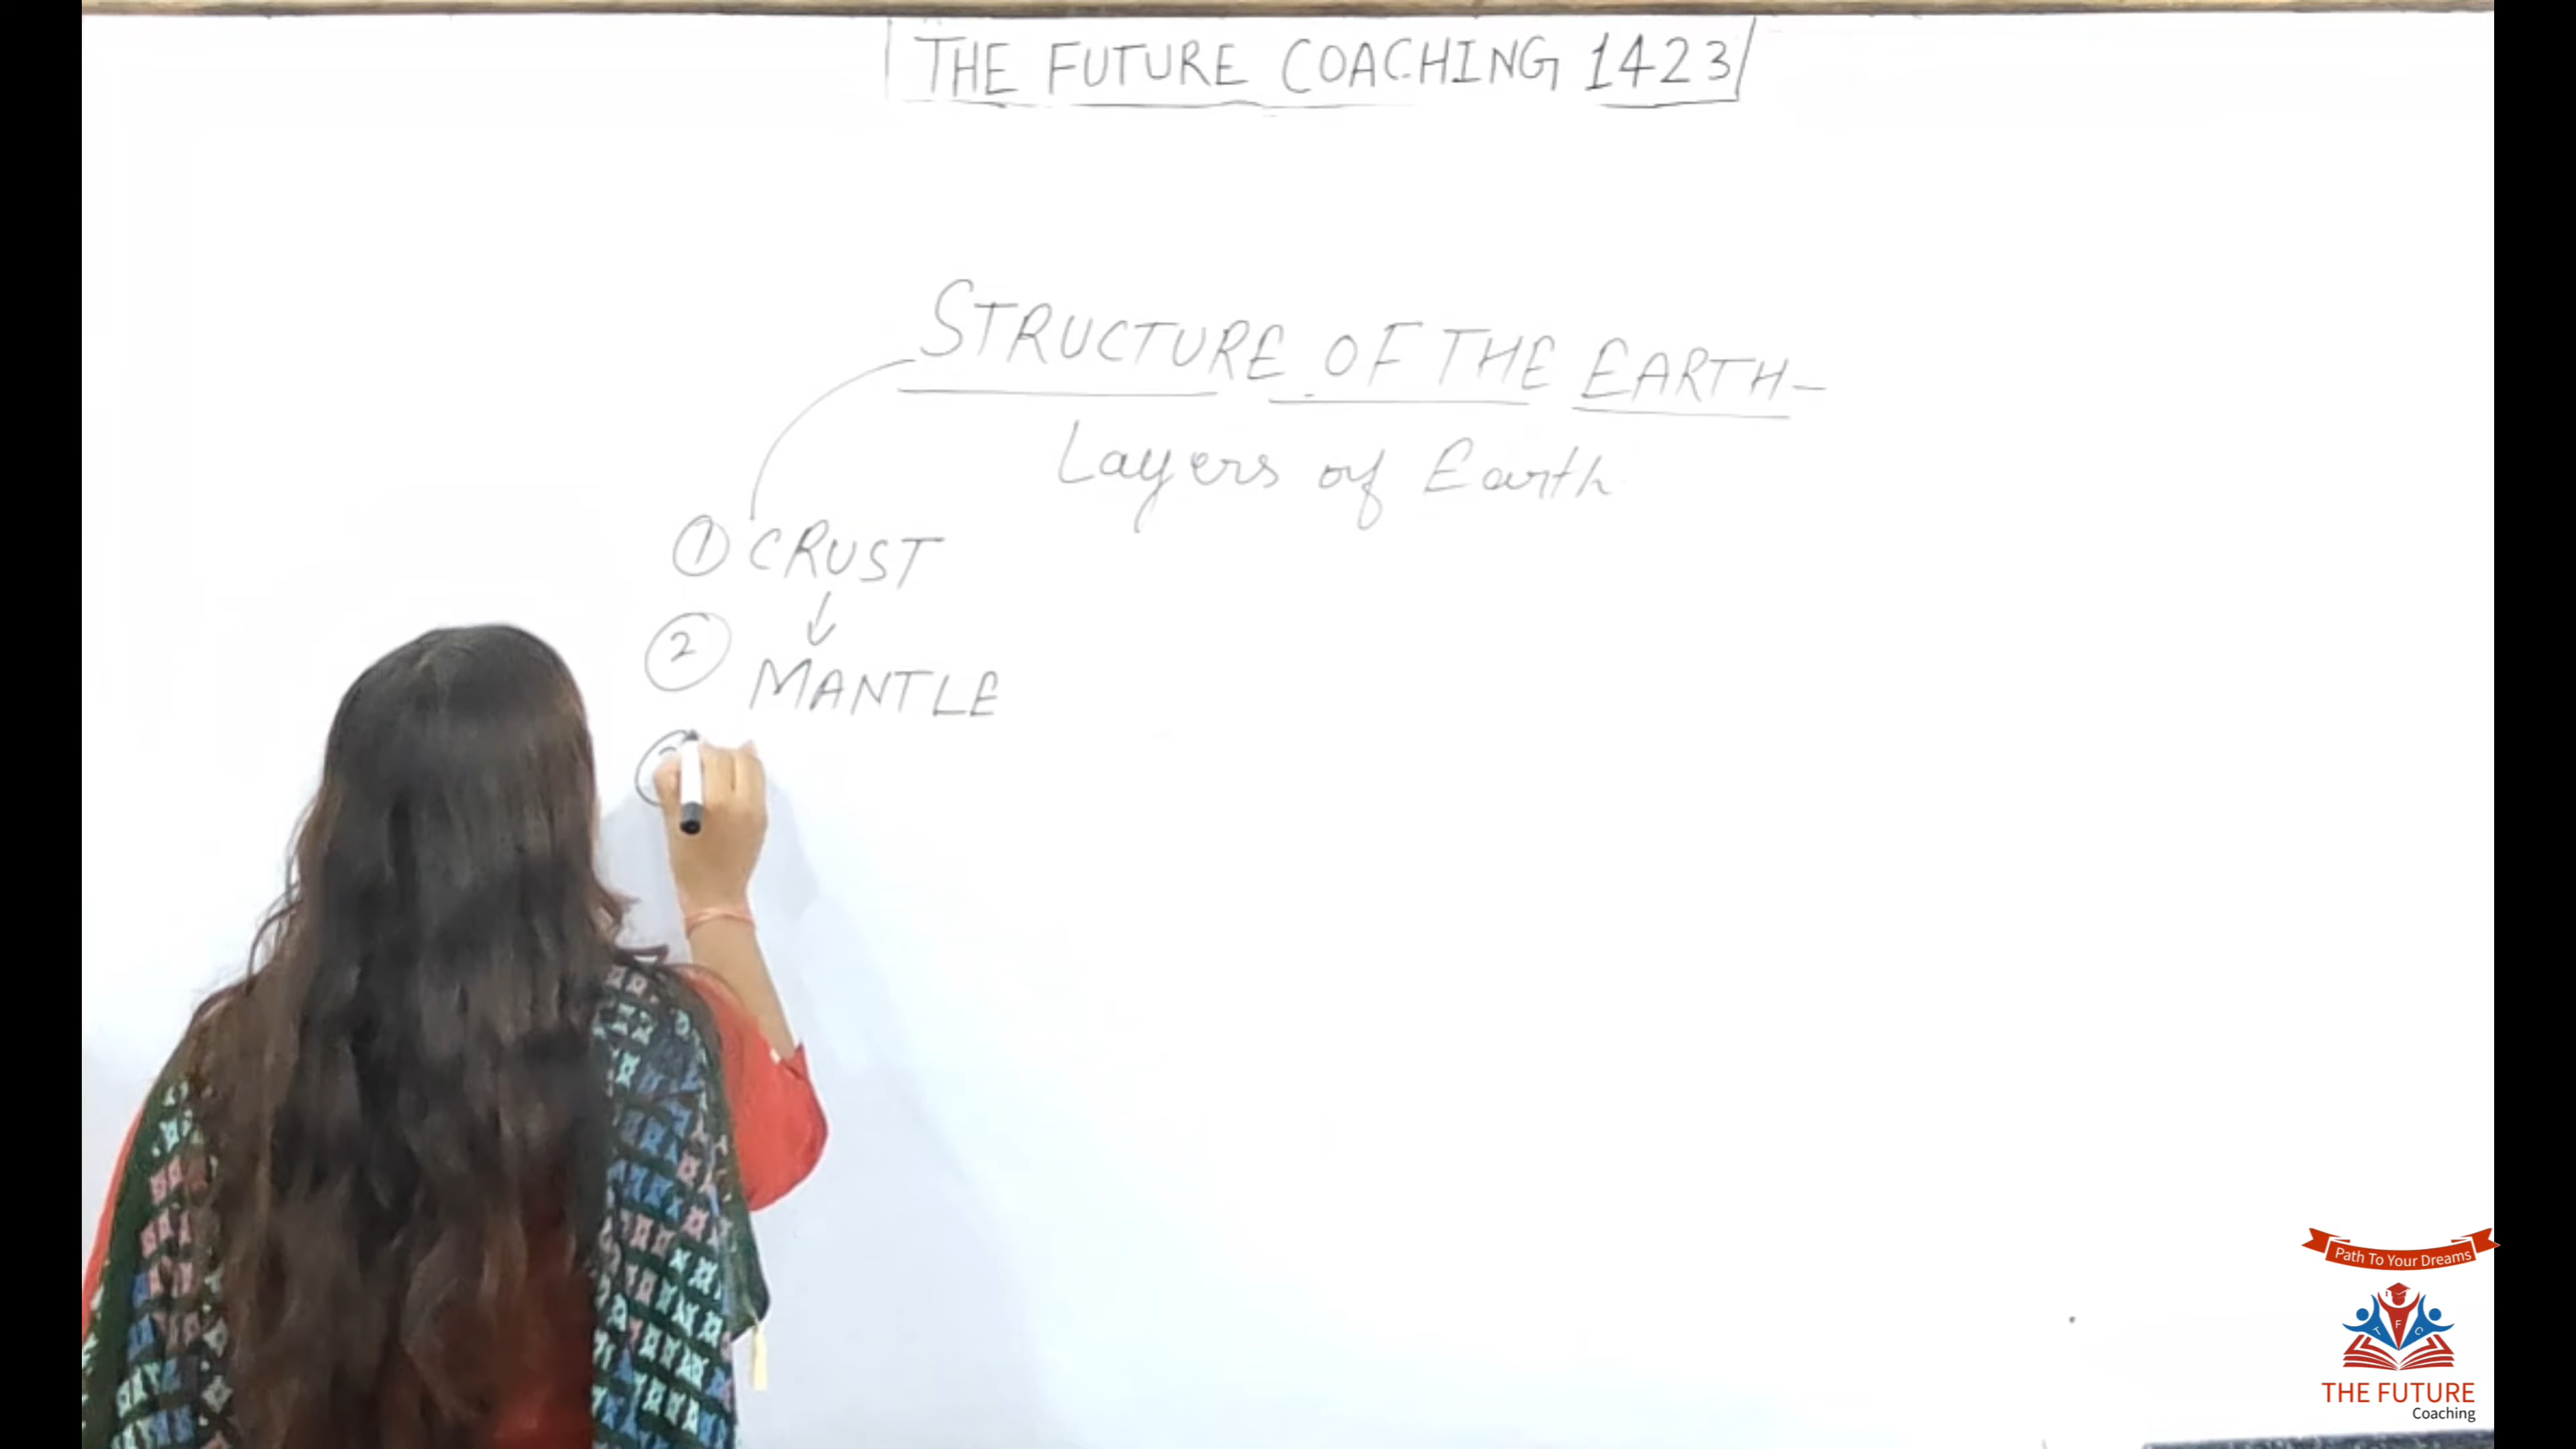 THE FUTURE COACHING 1423
STRUCTURE OF THE EARTH-
Layers of Earth
① CRUST
↓
② MANTLE
Path To Your Dreams
T F C
THE FUTURE
Coaching